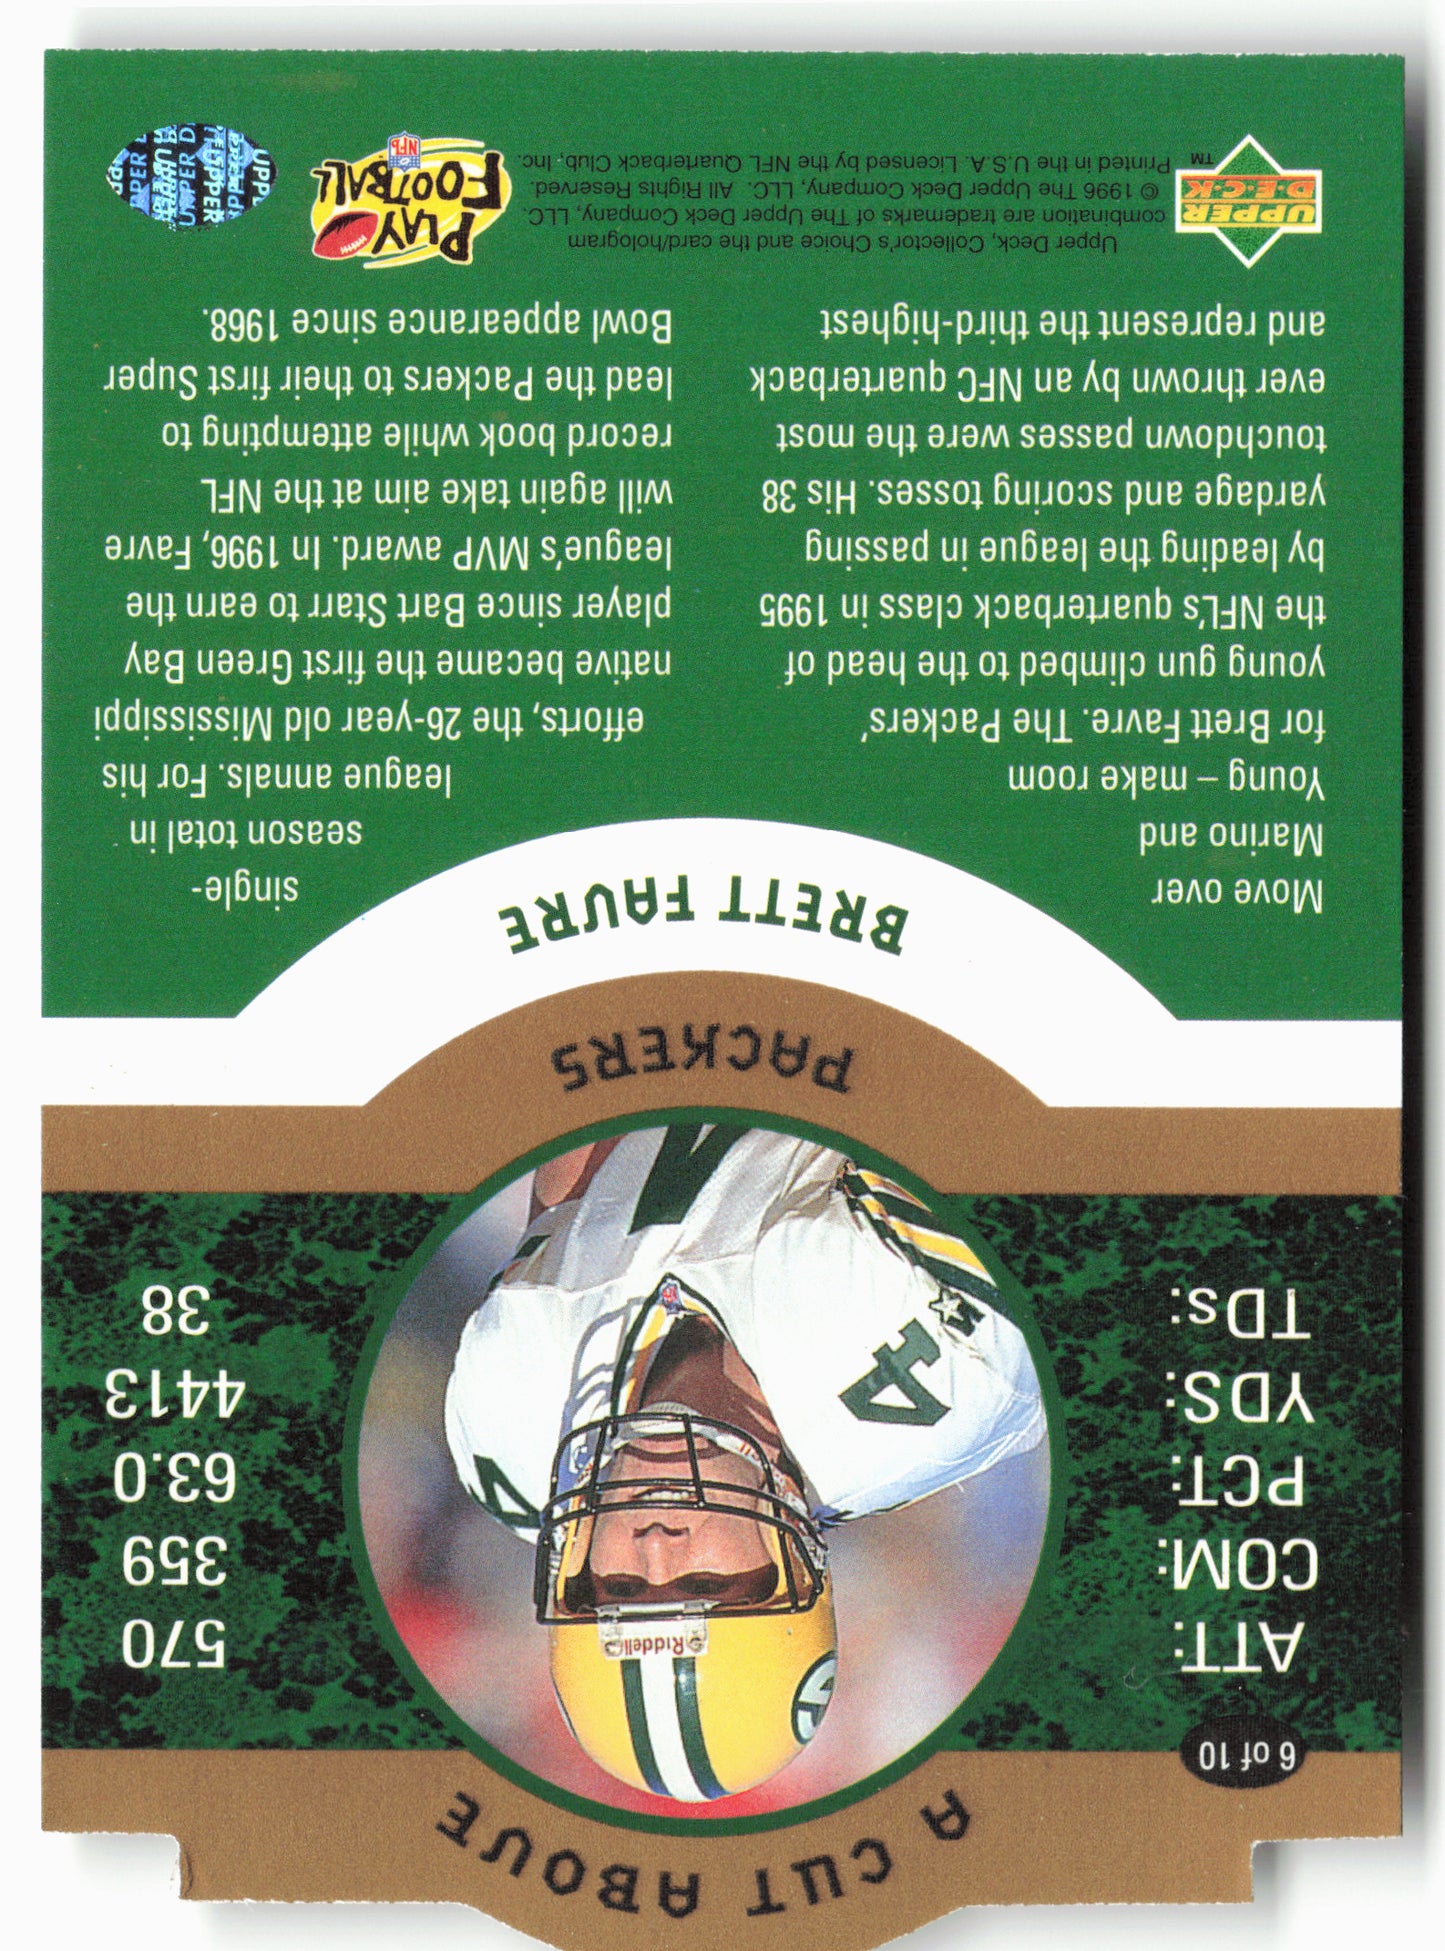 A CUT ABOVE
6 of 10
ATT: 570
COM: 359
PCT: 63.0
YDS: 4413
TDs: 38
Riddell
4
4
M
PACKERS
BRETT FAVRE
Move over
Marino and
Young – make room
for Brett Favre. The Packers’
young gun climbed to the head of
the NFL’s quarterback class in 1995
by leading the league in passing
yardage and scoring tosses. His 38
touchdown passes were the most
ever thrown by an NFC quarterback
and represent the third-highest
single-
season total in
league annals. For his
efforts, the 26-year old Mississippi
native became the first Green Bay
player since Bart Starr to earn the
league’s MVP award. In 1996, Favre
will again take aim at the NFL
record book while attempting to
lead the Packers to their first Super
Bowl appearance since 1968.
UPPER
DECK
TM
Upper Deck, Collector's Choice and the card/hologram
combination are trademarks of The Upper Deck Company, LLC.
© 1996 The Upper Deck Company, LLC. All Rights Reserved.
Printed in the U.S.A. Licensed by the NFL Quarterback Club, Inc.
PLAY
FOOTBALL
NFL